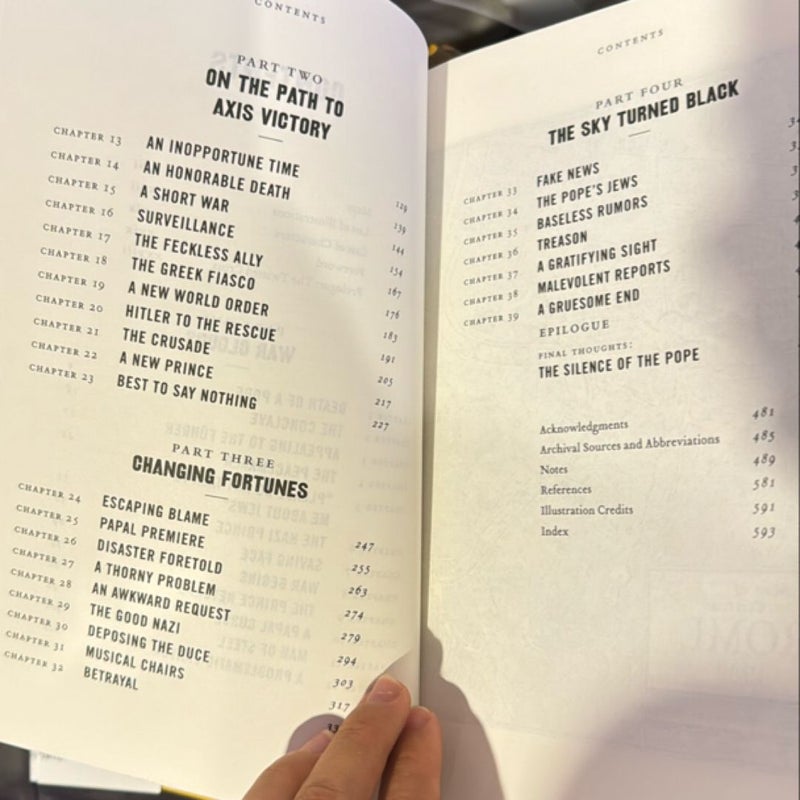 CONTENTS
PART TWO
ON THE PATH TO
AXIS VICTORY
CHAPTER 13 AN INOPPORTUNE TIME 129
CHAPTER 14 AN HONORABLE DEATH 139
CHAPTER 15 A SHORT WAR 144
CHAPTER 16 SURVEILLANCE 154
CHAPTER 17 THE FECKLESS ALLY 167
CHAPTER 18 THE GREEK FIASCO 176
CHAPTER 19 A NEW WORLD ORDER 183
CHAPTER 20 HITLER TO THE RESCUE 191
CHAPTER 21 THE CRUSADE 205
CHAPTER 22 A NEW PRINCE 217
CHAPTER 23 BEST TO SAY NOTHING 227
PART THREE
CHANGING FORTUNES
CHAPTER 24 ESCAPING BLAME 247
CHAPTER 25 PAPAL PREMIERE 255
CHAPTER 26 DISASTER FORETOLD 263
CHAPTER 27 A THORNY PROBLEM 274
CHAPTER 28 AN AWKWARD REQUEST 279
CHAPTER 29 THE GOOD NAZI 294
CHAPTER 30 DEPOSING THE DUCE 303
CHAPTER 31 MUSICAL CHAIRS 317
CHAPTER 32 BETRAYAL
CONTENTS
PART FOUR
THE SKY TURNED BLACK
CHAPTER 33 FAKE NEWS
CHAPTER 34 THE POPE'S JEWS
CHAPTER 35 BASELESS RUMORS
CHAPTER 36 TREASON
CHAPTER 37 A GRATIFYING SIGHT
CHAPTER 38 MALEVOLENT REPORTS
CHAPTER 39 A GRUESOME END
EPILOGUE
FINAL THOUGHTS:
THE SILENCE OF THE POPE
Acknowledgments 481
Archival Sources and Abbreviations 485
Notes 489
References 581
Illustration Credits 591
Index 593